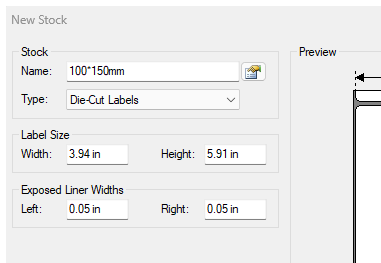 New Stock
Stock
Name: 100*150mm
Type: Die-Cut Labels
Label Size
Width: 3.94 in Height: 5.91 in
Exposed Liner Widths
Left: 0.05 in Right: 0.05 in
Preview